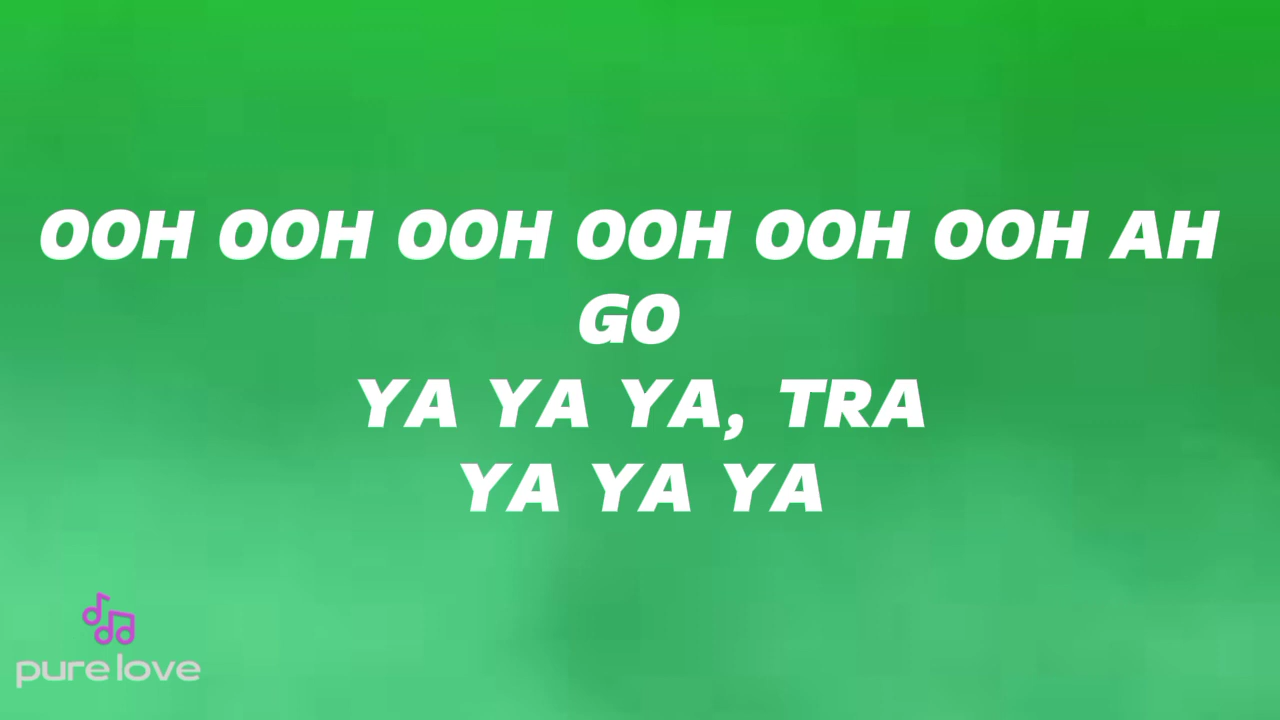 OOH OOH OOH OOH OOH OOH AH
GO
YA YA YA, TRA
YA YA YA
pure love